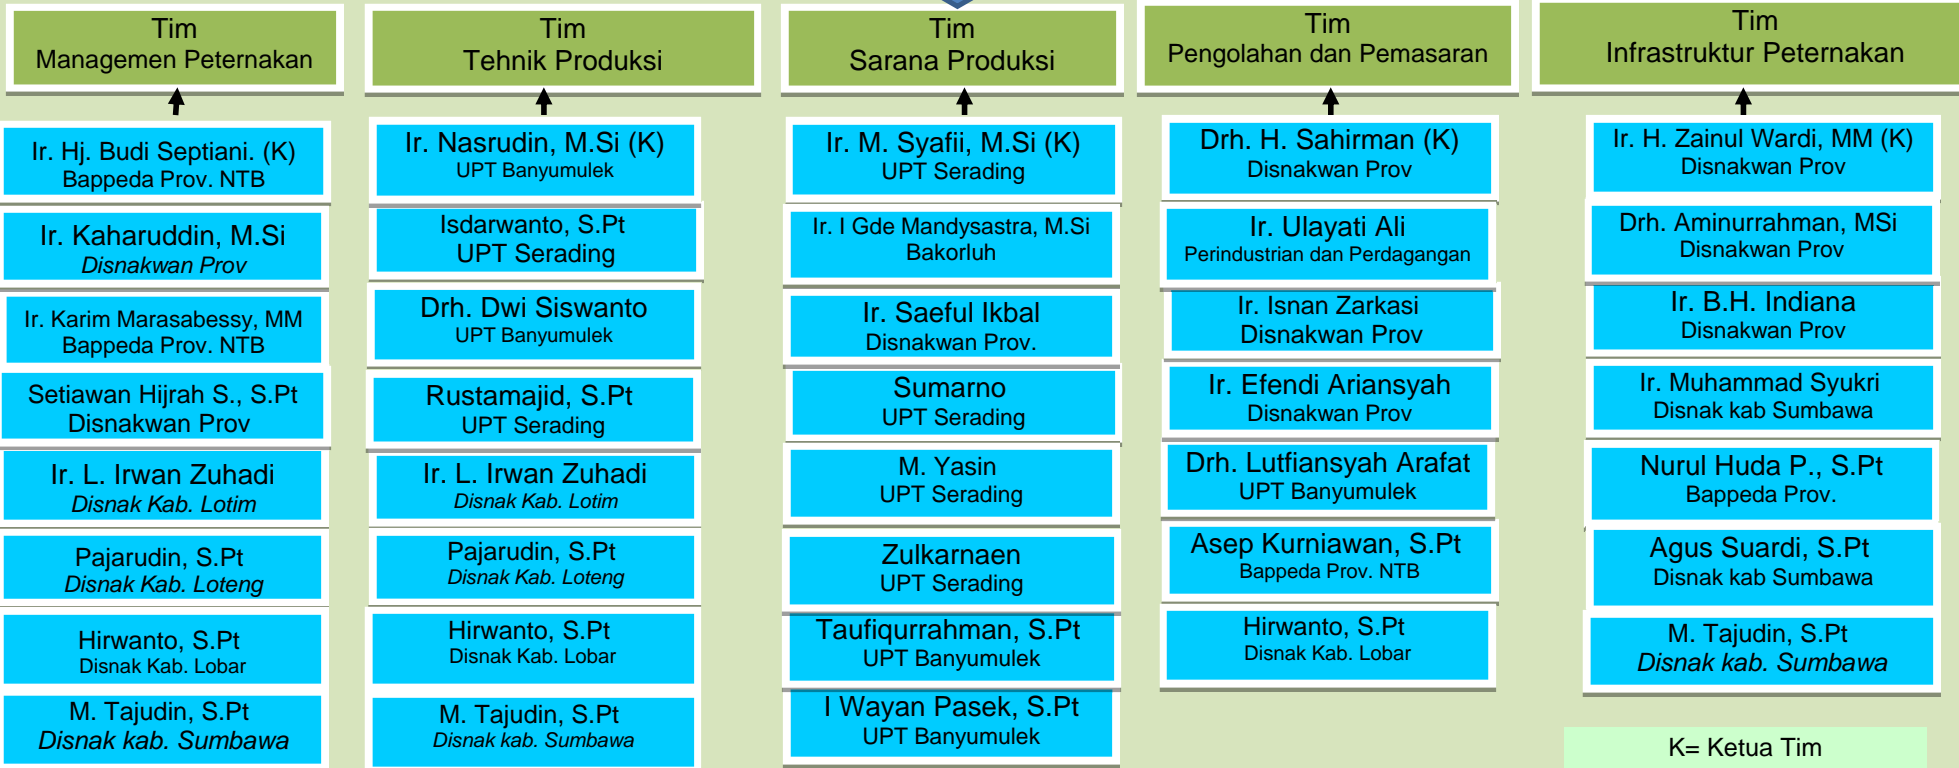 Tim
Managemen Peternakan
Ir. Hj. Budi Septiani. (K)
Bappeda Prov. NTB
Ir. Kaharuddin, M.Si
Disnakwan Prov
Ir. Karim Marasabessy, MM
Bappeda Prov. NTB
Setiawan Hijrah S., S.Pt
Disnakwan Prov
Ir. L. Irwan Zuhadi
Disnak Kab. Lotim
Pajarudin, S.Pt
Disnak Kab. Loteng
Hirwanto, S.Pt
Disnak Kab. Lobar
M. Tajudin, S.Pt
Disnak kab. Sumbawa
Tim
Tehnik Produksi
Ir. Nasrudin, M.Si (K)
UPT Banyumulek
Isdarwanto, S.Pt
UPT Serading
Drh. Dwi Siswanto
UPT Banyumulek
Rustamajid, S.Pt
UPT Serading
Ir. L. Irwan Zuhadi
Disnak Kab. Lotim
Pajarudin, S.Pt
Disnak Kab. Loteng
Hirwanto, S.Pt
Disnak Kab. Lobar
M. Tajudin, S.Pt
Disnak kab. Sumbawa
Tim
Sarana Produksi
Ir. M. Syafii, M.Si (K)
UPT Serading
Ir. I Gde Mandysastra, M.Si
Bakorluh
Ir. Saeful Ikbal
Disnakwan Prov.
Sumarno
UPT Serading
M. Yasin
UPT Serading
Zulkarnaen
UPT Serading
Taufiqurrahman, S.Pt
UPT Banyumulek
I Wayan Pasek, S.Pt
UPT Banyumulek
Tim
Pengolahan dan Pemasaran
Drh. H. Sahirman (K)
Disnakwan Prov
Ir. Ulayati Ali
Perindustrian dan Perdagangan
Ir. Isnan Zarkasi
Disnakwan Prov
Ir. Efendi Ariansyah
Disnakwan Prov
Drh. Lutfiansyah Arafat
UPT Banyumulek
Asep Kurniawan, S.Pt
Bappeda Prov. NTB
Hirwanto, S.Pt
Disnak Kab. Lobar
Tim
Infrastruktur Peternakan
Ir. H. Zainul Wardi, MM (K)
Disnakwan Prov
Drh. Aminurrahman, MSi
Disnakwan Prov
Ir. B.H. Indiana
Disnakwan Prov
Ir. Muhammad Syukri
Disnak kab Sumbawa
Nurul Huda P., S.Pt
Bappeda Prov.
Agus Suardi, S.Pt
Disnak kab Sumbawa
M. Tajudin, S.Pt
Disnak kab. Sumbawa
K= Ketua Tim